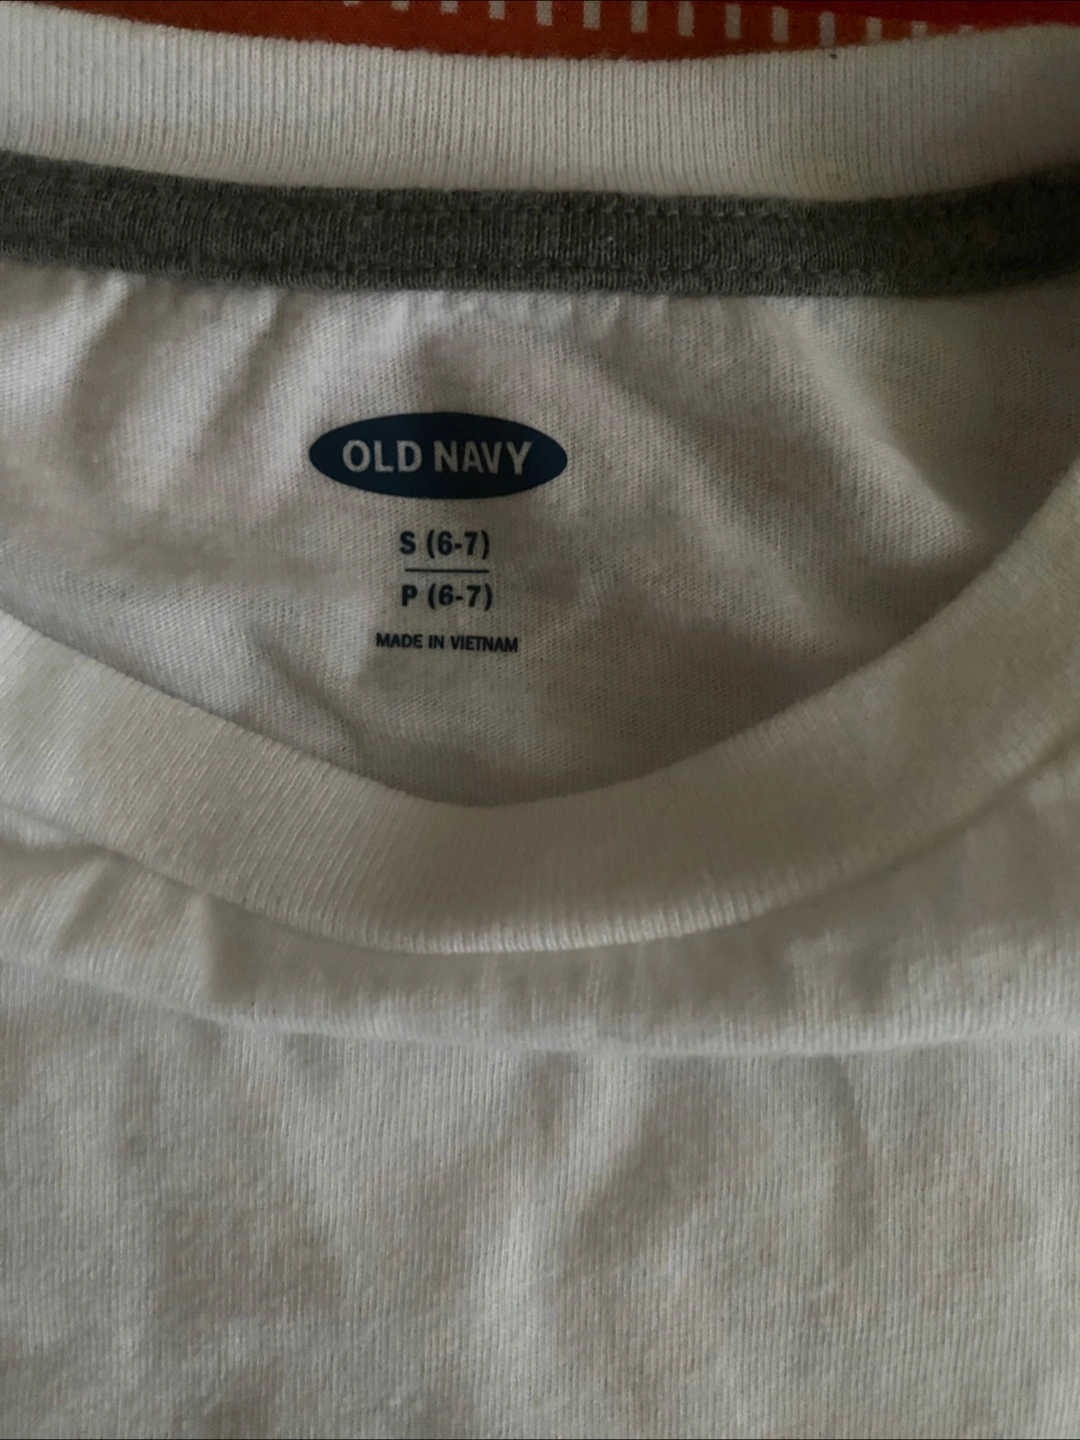 OLD NAVY
S (6-7)
P (6-7)
MADE IN VIETNAM